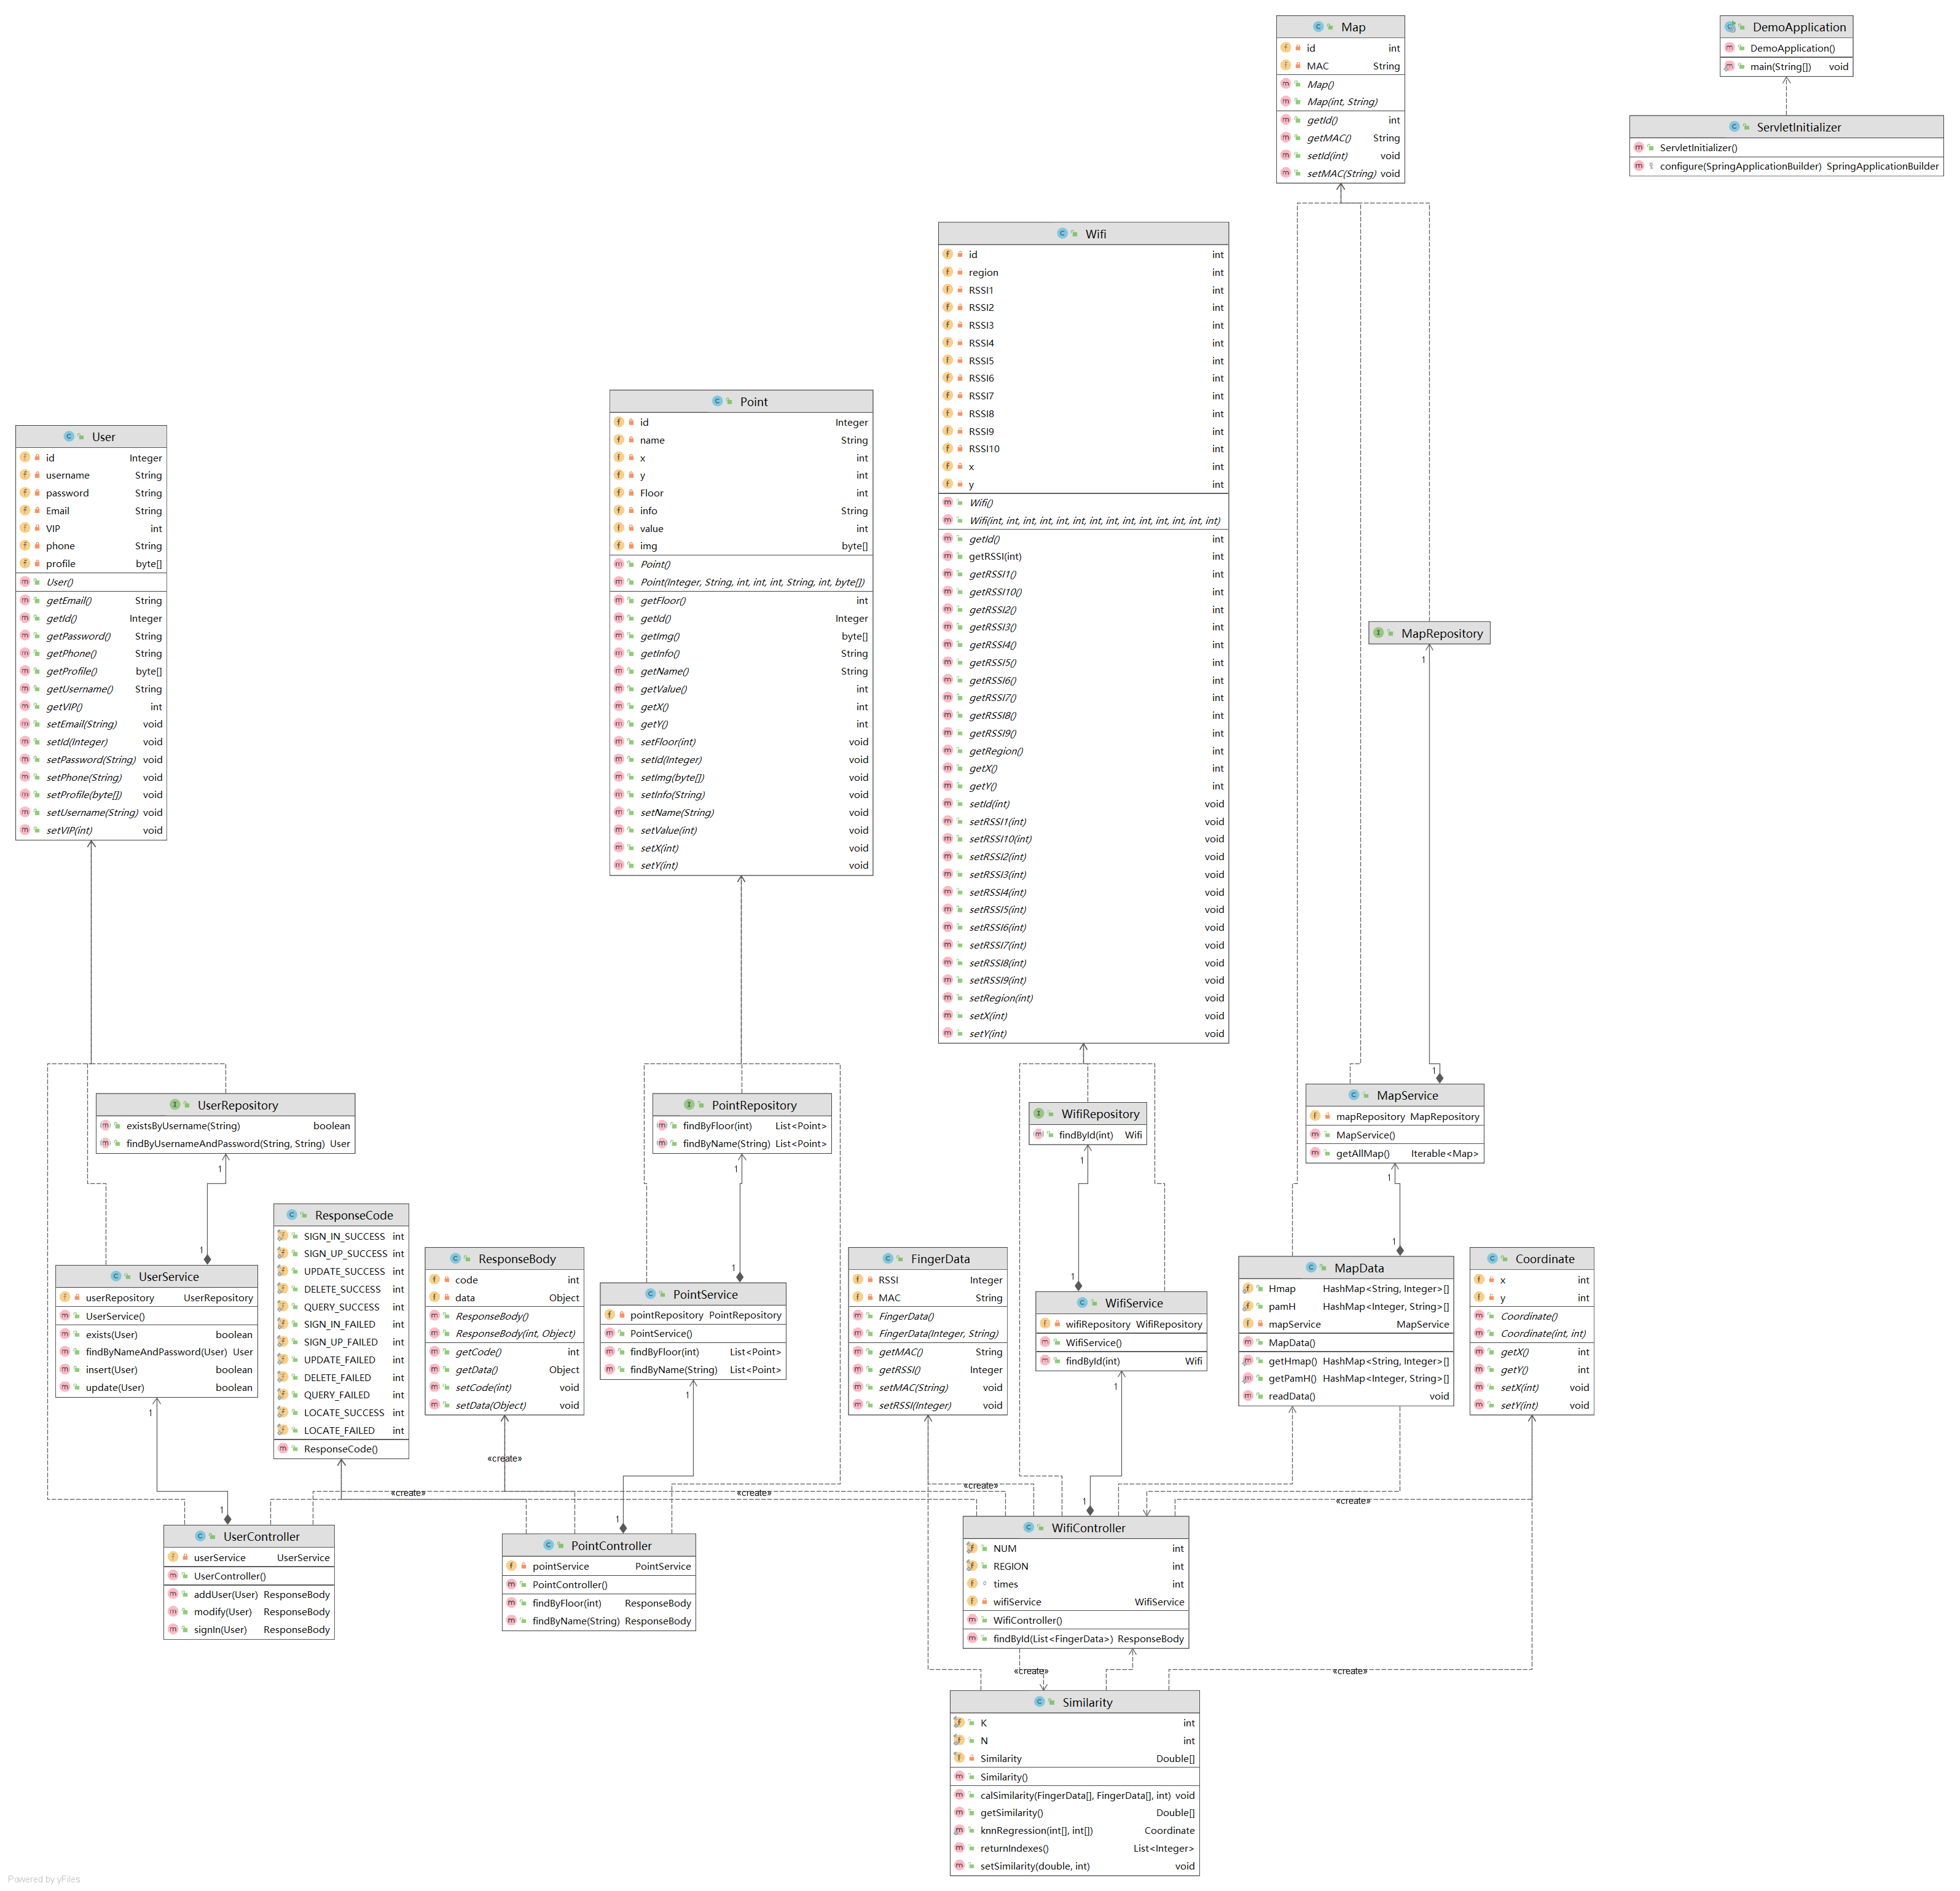 Map
id int
MAC String
Map()
Map(int, String)
getId() int
getMAC() String
setId(int) void
setMAC(String) void
DemoApplication
DemoApplication()
main(String[]) void
ServletInitializer
ServletInitializer()
configure(SpringApplicationBuilder) SpringApplicationBuilder
Wifi
id int
region int
RSSI1 int
RSSI2 int
RSSI3 int
RSSI4 int
RSSI5 int
RSSI6 int
RSSI7 int
RSSI8 int
RSSI9 int
RSSI10 int
x int
y int
Wifi()
Wifi(int, int, int, int, int, int, int, int, int, int, int, int, int, int)
getId() int
getRSSI(int) int
getRSSI1() int
getRSSI10() int
getRSSI2() int
getRSSI3() int
getRSSI4() int
getRSSI5() int
getRSSI6() int
getRSSI7() int
getRSSI8() int
getRSSI9() int
getRegion() int
getX() int
getY() int
setId(int) void
setRSSI1(int) void
setRSSI10(int) void
setRSSI2(int) void
setRSSI3(int) void
setRSSI4(int) void
setRSSI5(int) void
setRSSI6(int) void
setRSSI7(int) void
setRSSI8(int) void
setRSSI9(int) void
setRegion(int) void
setX(int) void
setY(int) void
Point
id Integer
name String
x int
y int
Floor int
info String
value int
img byte[]
Point()
Point(Integer, String, int, int, int, String, int, byte[])
getFloor() int
getId() Integer
getImg() byte[]
getInfo() String
getName() String
getValue() int
getX() int
getY() int
setFloor(int) void
setId(Integer) void
setImg(byte[]) void
setInfo(String) void
setName(String) void
setValue(int) void
setX(int) void
setY(int) void
User
id Integer
username String
password String
Email String
VIP int
phone String
profile byte[]
User()
getEmail() String
getId() Integer
getPassword() String
getPhone() String
getProfile() byte[]
getUsername() String
getVIP() int
setEmail(String) void
setId(Integer) void
setPassword(String) void
setPhone(String) void
setProfile(byte[]) void
setUsername(String) void
setVIP(int) void
MapRepository
1
1
MapService
mapRepository MapRepository
MapService()
getAllMap() Iterable<Map>
1
1
UserRepository
existsByUsername(String) boolean
findByUsernameAndPassword(String, String) User
1
1
PointRepository
findByFloor(int) List<Point>
findByName(String) List<Point>
1
1
WifiRepository
findById(int) Wifi
1
1
UserService
userRepository UserRepository
UserService()
exists(User) boolean
findByNameAndPassword(User) User
insert(User) boolean
update(User) boolean
1
1
ResponseCode
SIGN_IN_SUCCESS int
SIGN_UP_SUCCESS int
UPDATE_SUCCESS int
DELETE_SUCCESS int
QUERY_SUCCESS int
SIGN_IN_FAILED int
SIGN_UP_FAILED int
UPDATE_FAILED int
DELETE_FAILED int
QUERY_FAILED int
LOCATE_SUCCESS int
LOCATE_FAILED int
ResponseCode()
ResponseBody
code int
data Object
ResponseBody()
ResponseBody(int, Object)
getCode() int
getData() Object
setCode(int) void
setData(Object) void
PointService
pointRepository PointRepository
PointService()
findByFloor(int) List<Point>
findByName(String) List<Point>
1
1
FingerData
RSSI Integer
MAC String
FingerData()
FingerData(Integer, String)
getMAC() String
getRSSI() Integer
setMAC(String) void
setRSSI(Integer) void
WifiService
wifiRepository WifiRepository
WifiService()
findById(int) Wifi
1
1
MapData
Hmap HashMap<String, Integer>[]
pamH HashMap<Integer, String>[]
mapService MapService
MapData()
getHmap() HashMap<String, Integer>[]
getPamH() HashMap<Integer, String>[]
readData() void
Coordinate
x int
y int
Coordinate()
Coordinate(int, int)
getX() int
getY() int
setX(int) void
setY(int) void
«create»
«create»
«create»
«create»
«create»
UserController
userService UserService
UserController()
addUser(User) ResponseBody
modify(User) ResponseBody
signIn(User) ResponseBody
PointController
pointService PointService
PointController()
findByFloor(int) ResponseBody
findByName(String) ResponseBody
WifiController
NUM int
REGION int
times int
wifiService WifiService
WifiController()
findById(List<FingerData>) ResponseBody
«create»
«create»
Similarity
K int
N int
Similarity Double[]
Similarity()
calSimilarity(FingerData[], FingerData[], int) void
getSimilarity() Double[]
knnRegression(int[], int[]) Coordinate
returnIndexes() List<Integer>
setSimilarity(double, int) void
Powered by yFiles